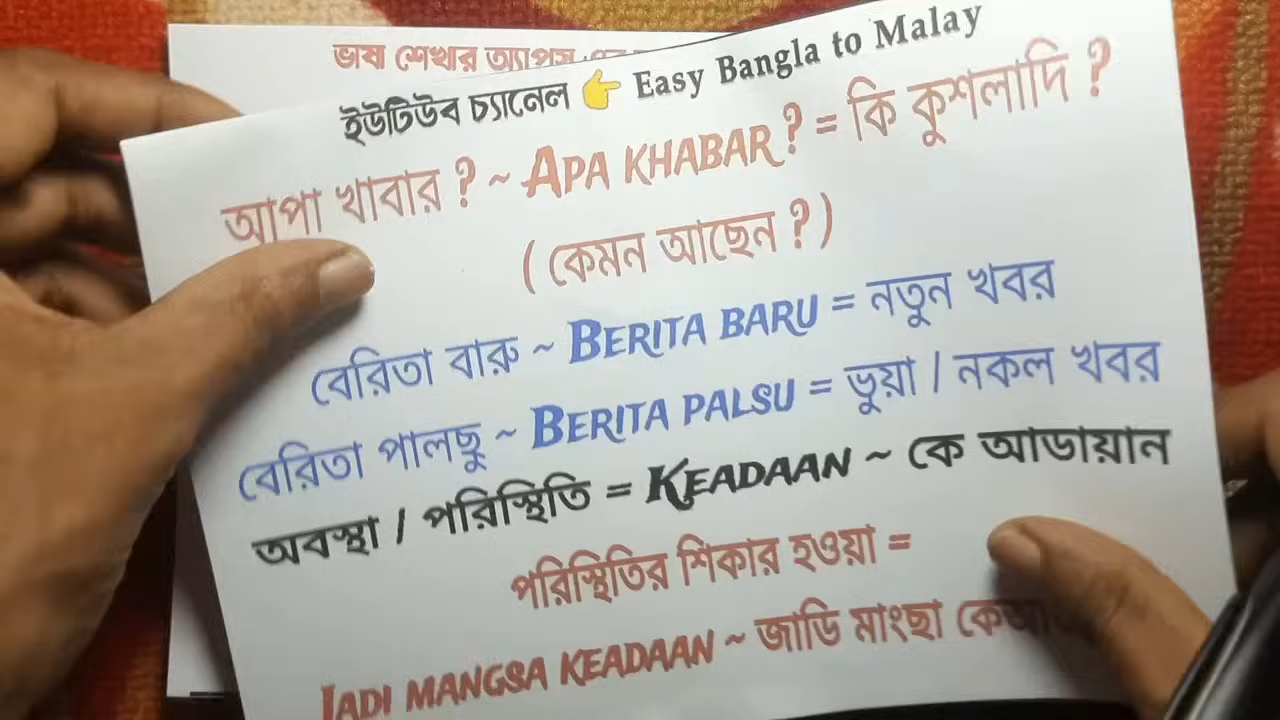 ভাষা শেখার অ্যাপস
ইউটিউব চ্যানেল 👉 Easy Bangla to Malay
আপা খাবার ? ~ APA KHABAR? = কি কুশলাদি ?
( কেমন আছেন ? )
বেরিতা বারু ~ BERITA BARU = নতুন খবর
বেরিতা পালছু ~ BERITA PALSU = ভুয়া / নকল খবর
অবস্থা / পরিস্থিতি = KEADAAN ~ কে আডায়ান
পরিস্থিতির শিকার হওয়া =
JADI MANGSA KEADAAN ~ জাডি মাংছা